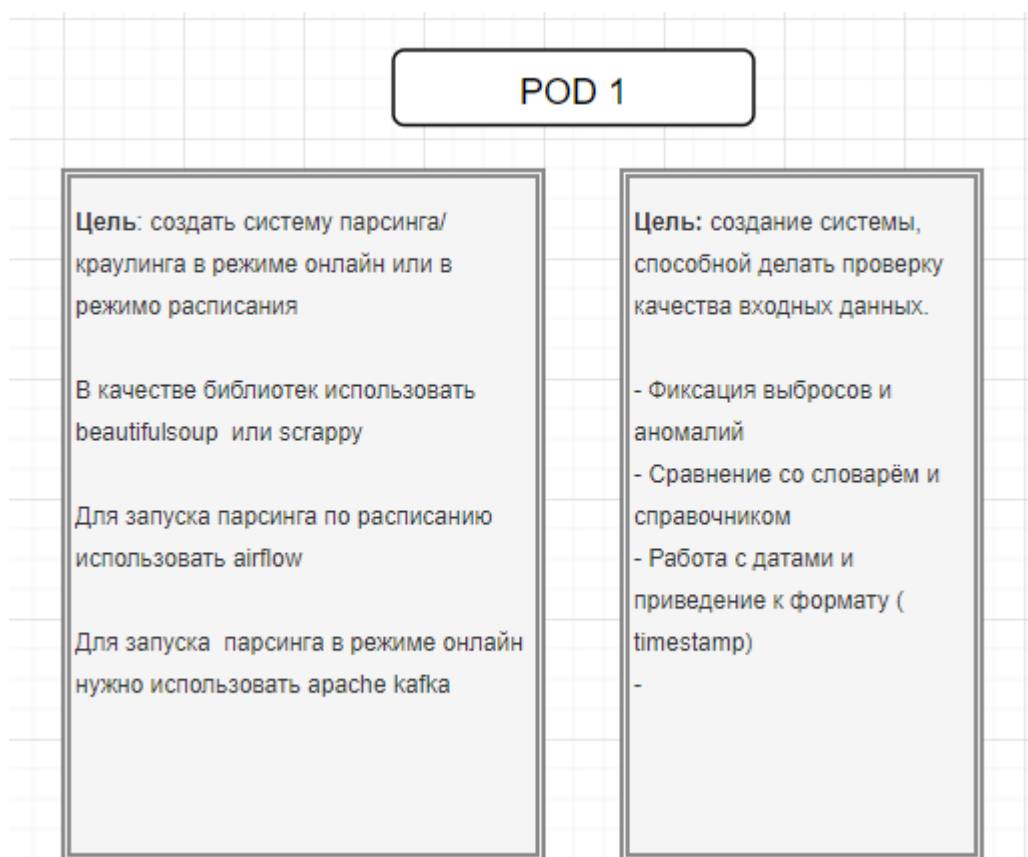 POD 1
Цель: создать систему парсинга/
краулинга в режиме онлайн или в
режимо расписания
В качестве библиотек использовать
beautifulsoup или scrappy
Для запуска парсинга по расписанию
использовать airflow
Для запуска парсинга в режиме онлайн
нужно использовать apache kafka
Цель: создание системы,
способной делать проверку
качества входных данных.
- Фиксация выбросов и
аномалий
- Сравнение со словарём и
справочником
- Работа с датами и
приведение к формату (
timestamp)
-